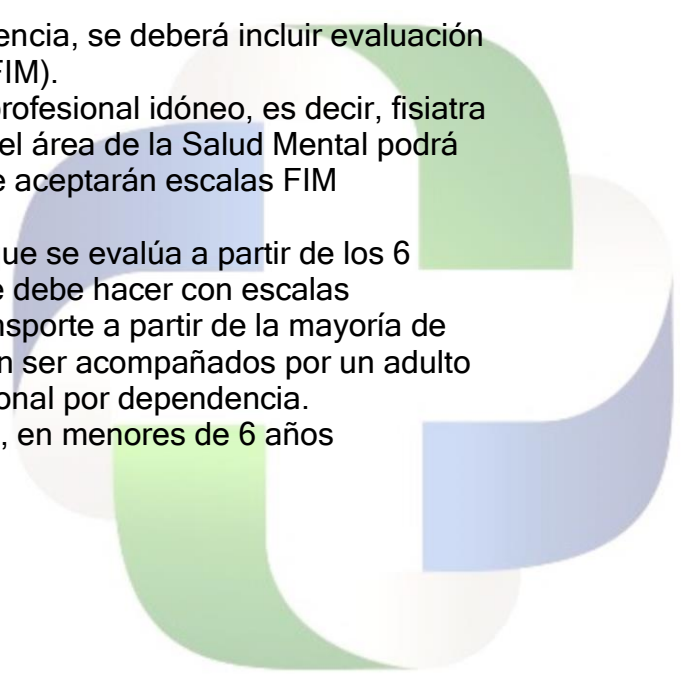 encia, se deberá incluir evaluación
FIM).
profesional idóneo, es decir, fisiatra
el área de la Salud Mental podrá
e aceptarán escalas FIM
que se evalúa a partir de los 6
e debe hacer con escalas
nsporte a partir de la mayoría de
n ser acompañados por un adulto
onal por dependencia.
, en menores de 6 años